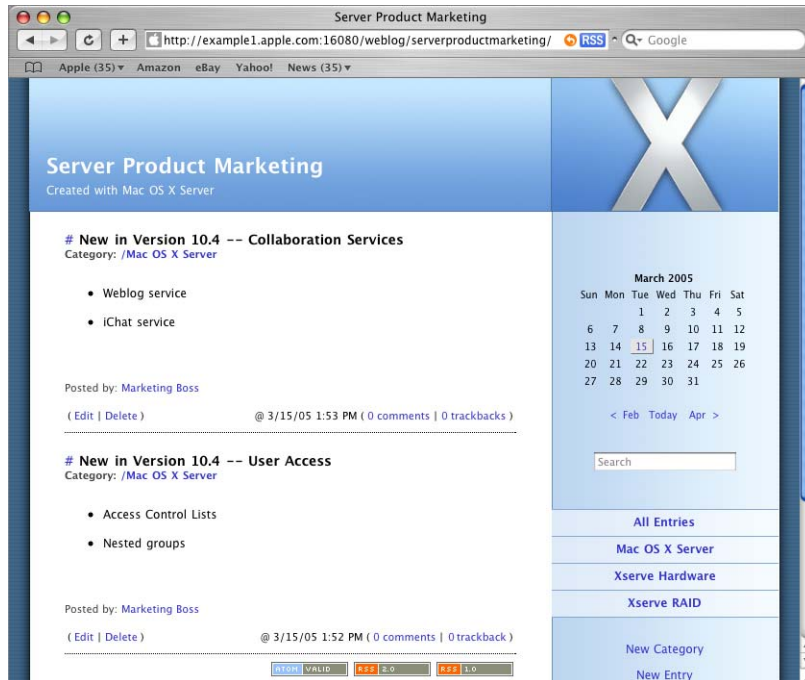 Server Product Marketing
http://example1.apple.com:16080/weblog/serverproductmarketing/ RSS Google
Apple (35) Amazon eBay Yahoo! News (35)
X
Server Product Marketing
Created with Mac OS X Server
# New in Version 10.4 -- Collaboration Services
Category: /Mac OS X Server
• Weblog service
• iChat service
Posted by: Marketing Boss
( Edit | Delete ) @ 3/15/05 1:53 PM ( 0 comments | 0 trackbacks )
# New in Version 10.4 -- User Access
Category: /Mac OS X Server
• Access Control Lists
• Nested groups
Posted by: Marketing Boss
( Edit | Delete ) @ 3/15/05 1:52 PM ( 0 comments | 0 trackback )
ATOM VALID RSS 2.0 RSS 1.0
March 2005
Sun Mon Tue Wed Thu Fri Sat
1 2 3 4 5
6 7 8 9 10 11 12
13 14 15 16 17 18 19
20 21 22 23 24 25 26
27 28 29 30 31
< Feb Today Apr >
Search
All Entries
Mac OS X Server
Xserve Hardware
Xserve RAID
New Category
New Entry